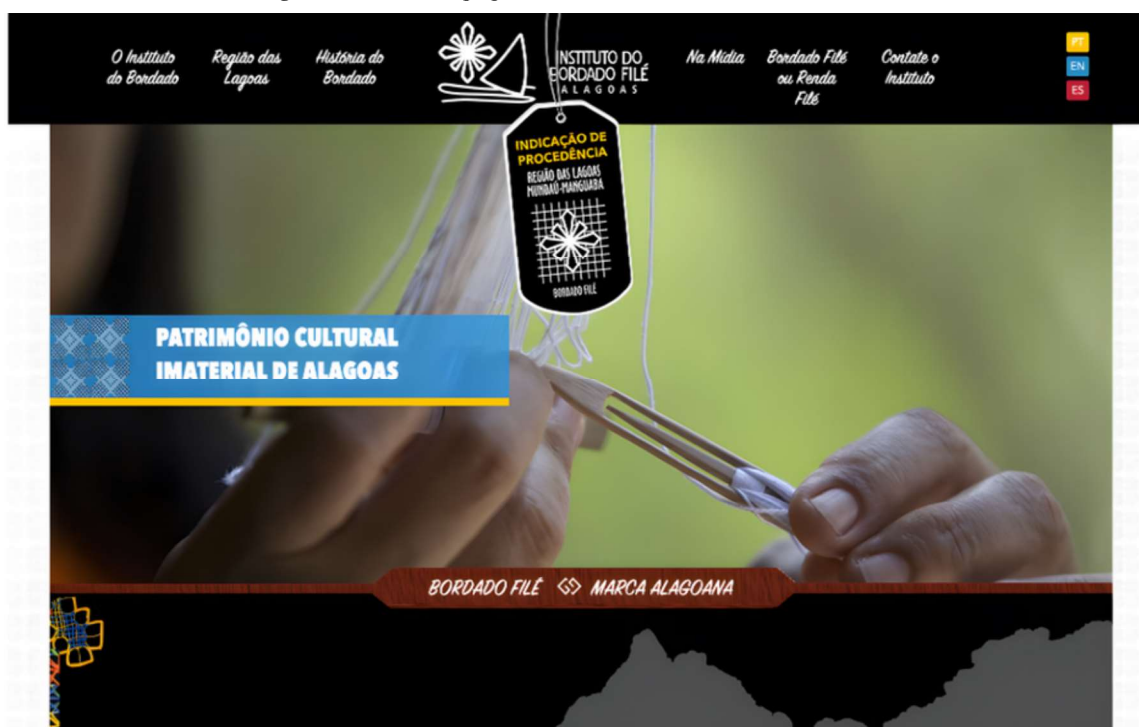 O Instituto
do Bordado
Região das
Lagoas
História do
Bordado
INSTITUTO DO
BORDADO FILÉ
ALAGOAS
Na Mídia
Bordado Filé
ou Renda
Filé
Contate o
Instituto
PT
EN
ES
INDICAÇÃO DE
PROCEDÊNCIA
REGIÃO DAS LAGOAS
MUNDAÚ-MANGUABA
BORDADO FILÉ
PATRIMÔNIO CULTURAL
IMATERIAL DE ALAGOAS
BORDADO FILÉ MARCA ALAGOANA